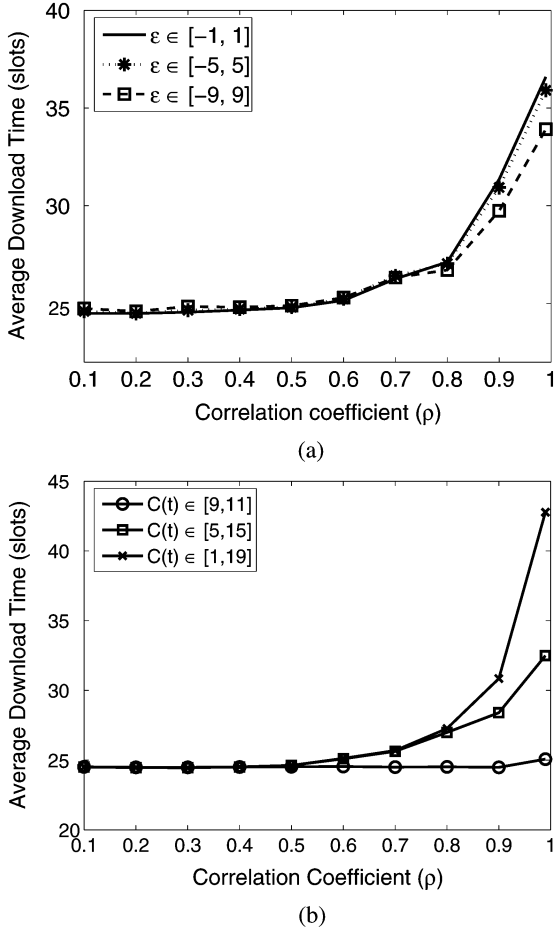 40
35
30
25
Average Download Time (slots)
ε ∈ [−1, 1]
ε ∈ [−5, 5]
ε ∈ [−9, 9]
0.1 0.2 0.3 0.4 0.5 0.6 0.7 0.8 0.9 1
Correlation coefficient (ρ)
(a)
45
40
35
30
25
20
Average Download Time (slots)
C(t) ∈ [9,11]
C(t) ∈ [5,15]
C(t) ∈ [1,19]
0.1 0.2 0.3 0.4 0.5 0.6 0.7 0.8 0.9 1
Correlation Coefficient (ρ)
(b)